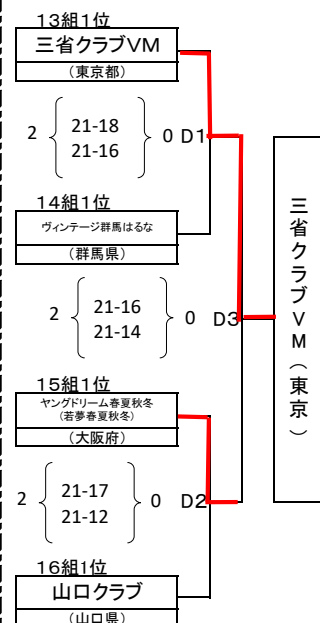 13組1位
三省クラブVM
（東京都）
2 21-18 0 D1
21-16
14組1位
ヴィンテージ群馬はるな
（群馬県）
2 21-16 0 D3
21-14
三省クラブVM（東京）
15組1位
ヤングドリーム春夏秋冬
（若夢春夏秋冬）
（大阪府）
2 21-17 0 D2
21-12
16組1位
山口クラブ
（山口県）